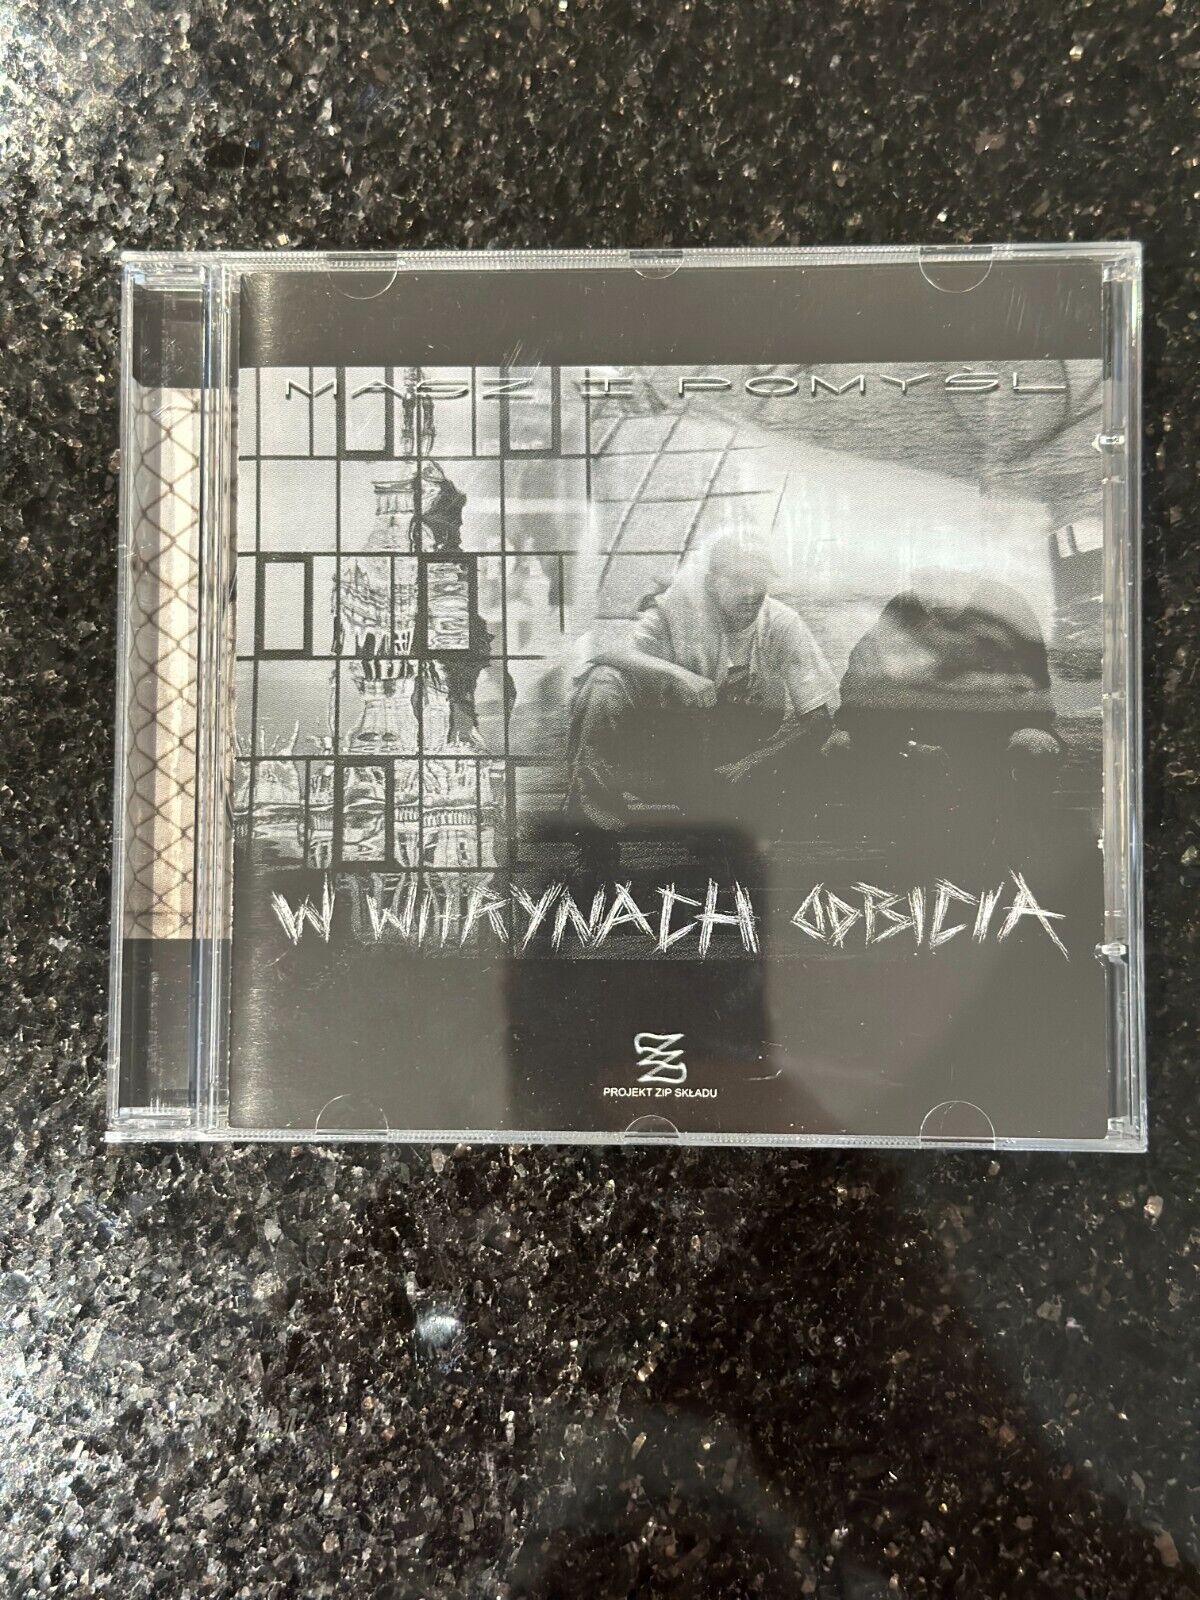 MASZ I POMYŚL
W WITRYNACH ODBICIA
PROJEKT ZIP SKŁADU